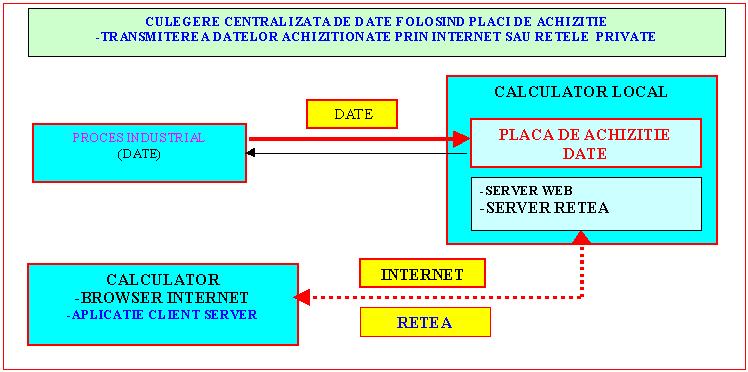 CULEGERE CENTRALIZATA DE DATE FOLOSIND PLACI DE ACHIZITIE
-TRANSMITEREA DATELOR ACHIZITIONATE PRIN INTERNET SAU RETELE PRIVATE
CALCULATOR LOCAL
DATE
PROCES INDUSTRIAL
(DATE)
PLACA DE ACHIZITIE
DATE
-SERVER WEB
-SERVER RETEA
CALCULATOR
-BROWSER INTERNET
-APLICATIE CLIENT SERVER
INTERNET
RETEA